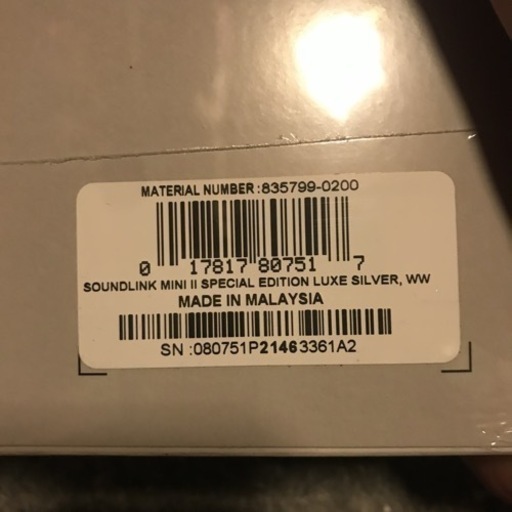 MATERIAL NUMBER :835799-0200
0 17817 80751 7
SOUNDLINK MINI II SPECIAL EDITION LUXE SILVER, WW
MADE IN MALAYSIA
SN :080751P21463361A2